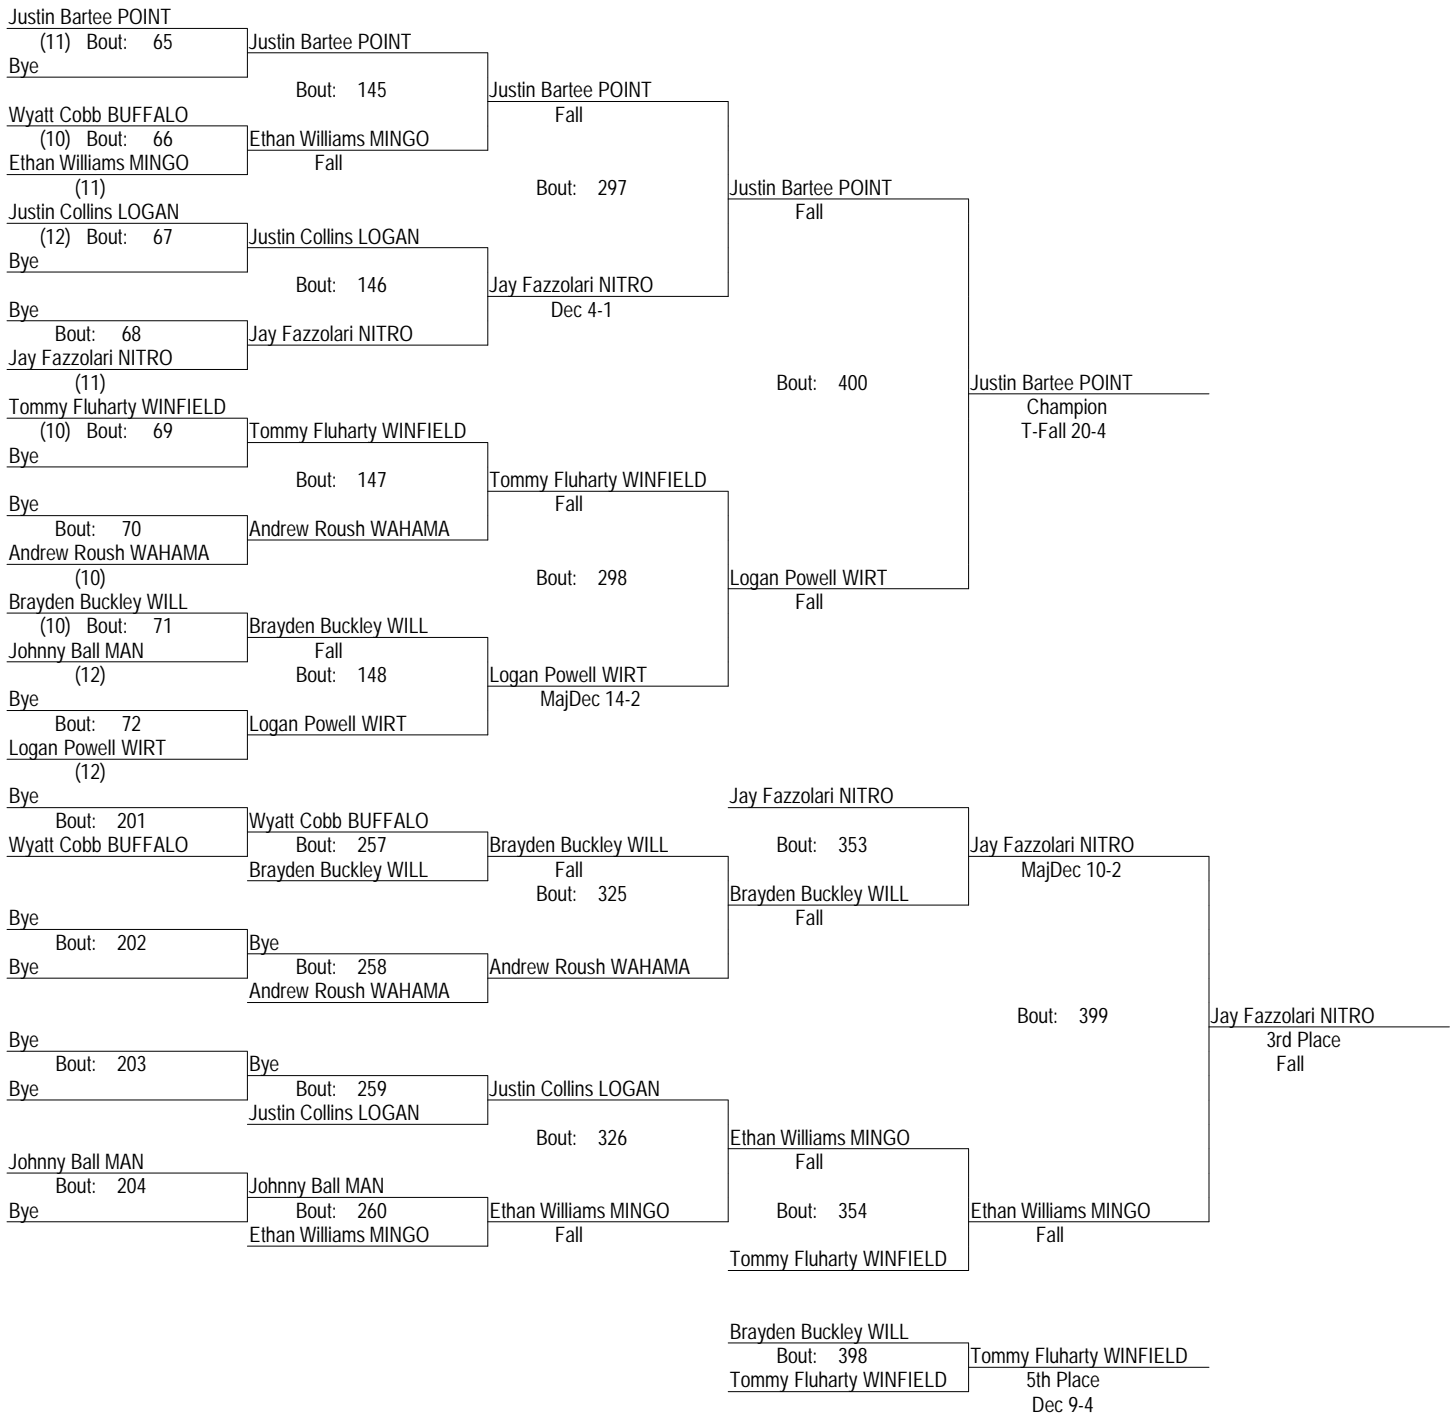 Justin Bartee POINT
(11) Bout: 65 Justin Bartee POINT
Bye
Bout: 145 Justin Bartee POINT
Wyatt Cobb BUFFALO Fall
(10) Bout: 66 Ethan Williams MINGO
Ethan Williams MINGO Fall
(11) Bout: 297 Justin Bartee POINT
Justin Collins LOGAN Fall
(12) Bout: 67 Justin Collins LOGAN
Bye
Bout: 146 Jay Fazzolari NITRO
Bye Dec 4-1
Bout: 68 Jay Fazzolari NITRO
Jay Fazzolari NITRO
(11) Bout: 400 Justin Bartee POINT
Tommy Fluharty WINFIELD Champion
(10) Bout: 69 Tommy Fluharty WINFIELD T-Fall 20-4
Bye
Bout: 147 Tommy Fluharty WINFIELD
Bye Fall
Bout: 70 Andrew Roush WAHAMA
Andrew Roush WAHAMA
(10) Bout: 298 Logan Powell WIRT
Brayden Buckley WILL Fall
(10) Bout: 71 Brayden Buckley WILL
Johnny Ball MAN Fall
(12) Bout: 148 Logan Powell WIRT
Bye MajDec 14-2
Bout: 72 Logan Powell WIRT
Logan Powell WIRT
(12)
Bye Jay Fazzolari NITRO
Bout: 201 Wyatt Cobb BUFFALO
Wyatt Cobb BUFFALO Bout: 257 Brayden Buckley WILL Bout: 353 Jay Fazzolari NITRO
Brayden Buckley WILL Fall MajDec 10-2
Bout: 325 Brayden Buckley WILL
Bye Fall
Bout: 202 Bye
Bye Bout: 258 Andrew Roush WAHAMA
Andrew Roush WAHAMA
Bout: 399 Jay Fazzolari NITRO
Bye 3rd Place
Bout: 203 Bye Fall
Bye Bout: 259 Justin Collins LOGAN
Justin Collins LOGAN
Bout: 326 Ethan Williams MINGO
Johnny Ball MAN Fall
Bout: 204 Johnny Ball MAN
Bye Bout: 260 Ethan Williams MINGO Bout: 354 Ethan Williams MINGO
Ethan Williams MINGO Fall Fall
Tommy Fluharty WINFIELD
Brayden Buckley WILL
Bout: 398 Tommy Fluharty WINFIELD
Tommy Fluharty WINFIELD 5th Place
Dec 9-4